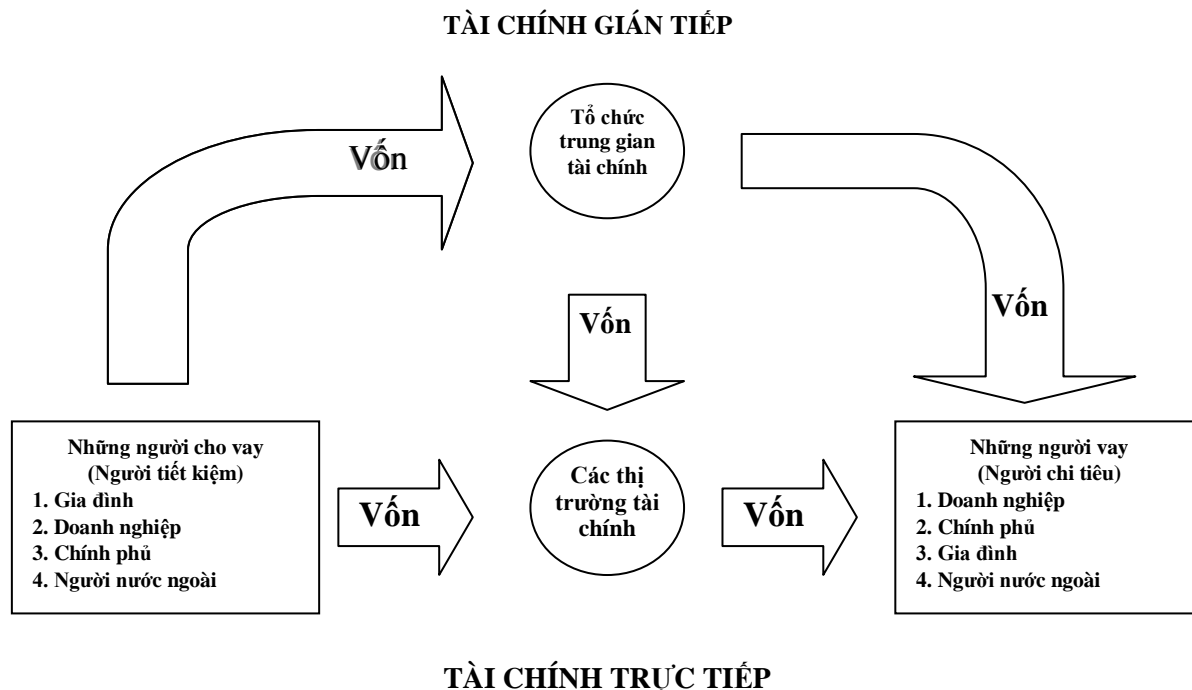 TÀI CHÍNH GIÁN TIẾP
Tổ chức
trung gian
tài chính
Vốn
Vốn
Vốn
Những người cho vay
(Người tiết kiệm)
1. Gia đình
2. Doanh nghiệp
3. Chính phủ
4. Người nước ngoài
Vốn
Các thị
trường tài
chính
Vốn
Những người vay
(Người chi tiêu)
1. Doanh nghiệp
2. Chính phủ
3. Gia đình
4. Người nước ngoài
TÀI CHÍNH TRỰC TIẾP